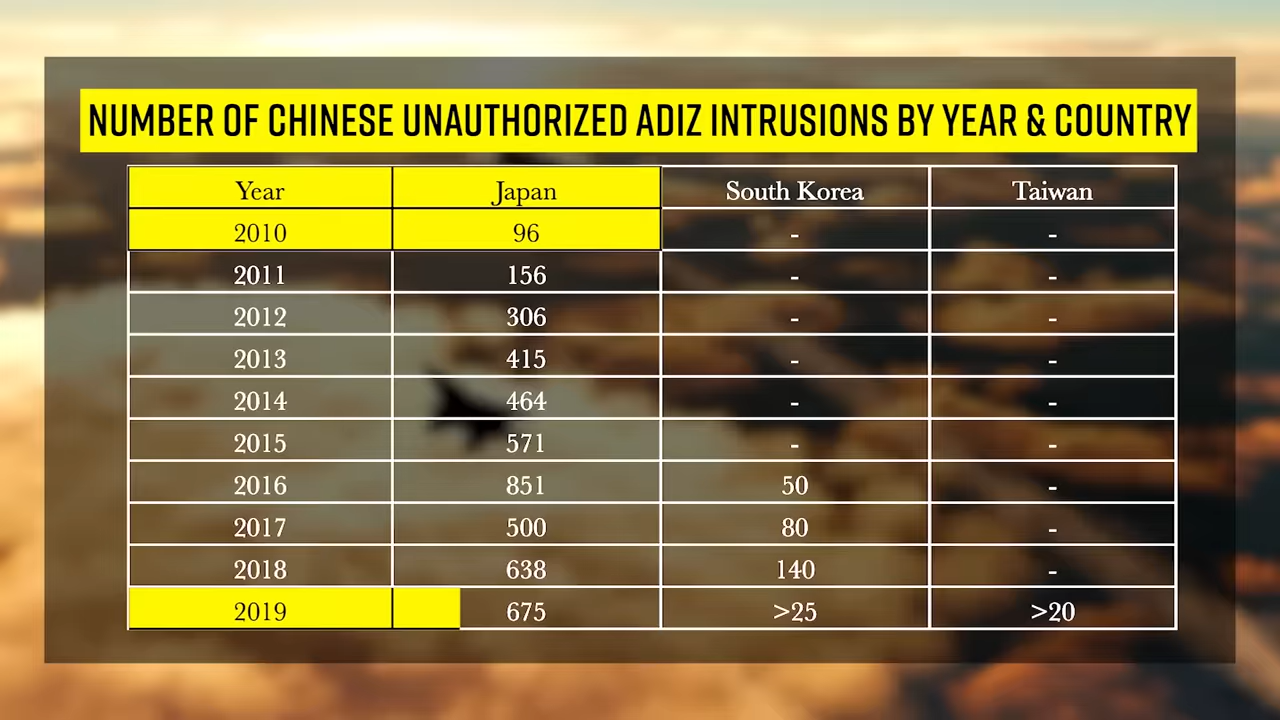 NUMBER OF CHINESE UNAUTHORIZED ADIZ INTRUSIONS BY YEAR & COUNTRY
Year Japan South Korea Taiwan
2010 96 - -
2011 156 - -
2012 306 - -
2013 415 - -
2014 464 - -
2015 571 - -
2016 851 50 -
2017 500 80 -
2018 638 140 -
2019 675 >25 >20